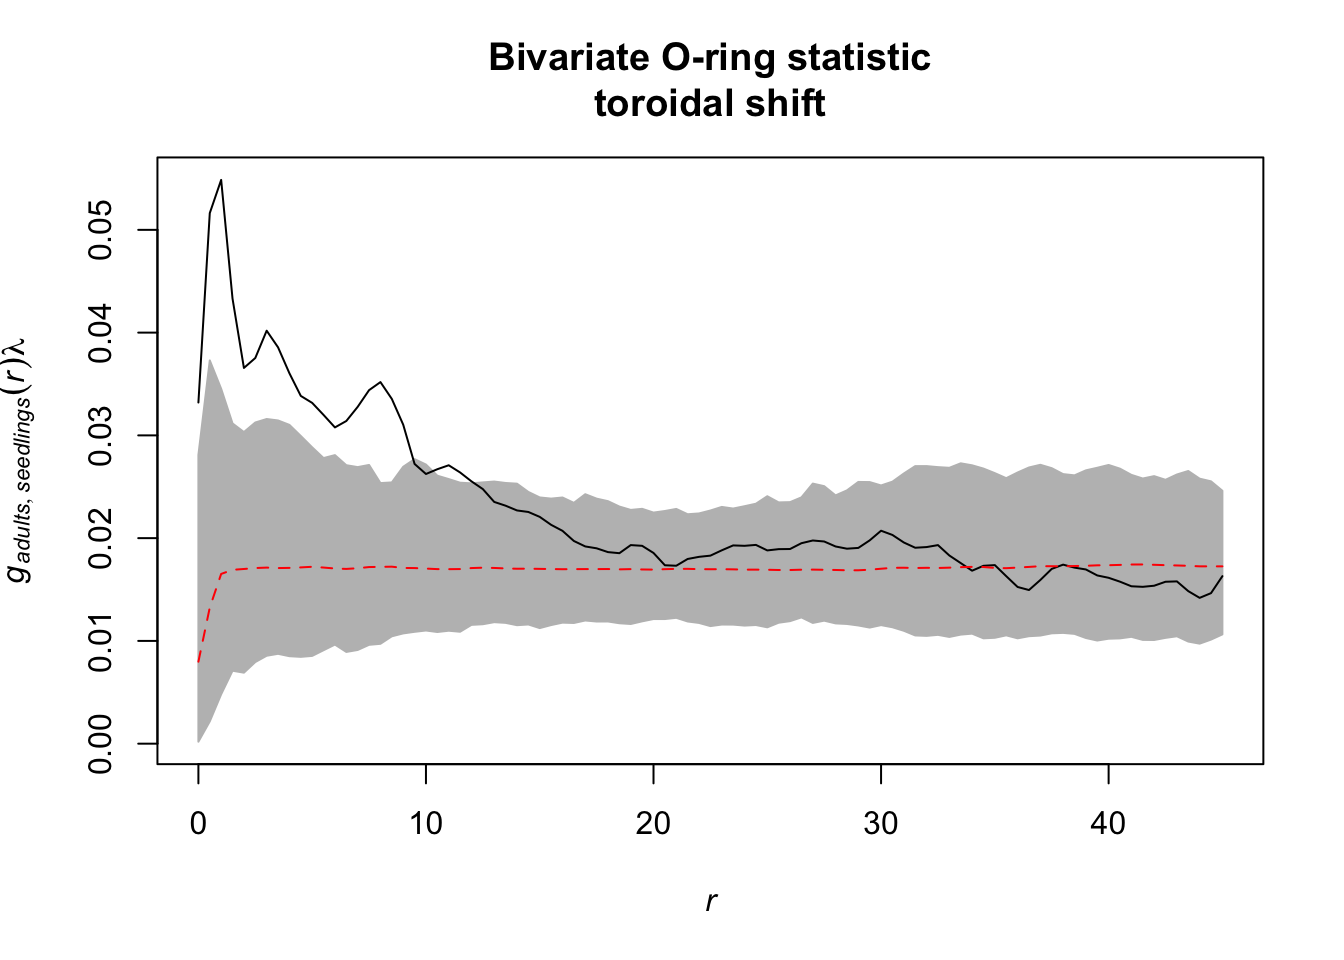 Bivariate O-ring statistic
toroidal shift
g adults, seedlings (r)λ
0.05
0.04
0.03
0.02
0.01
0.00
0 10 20 30 40
r